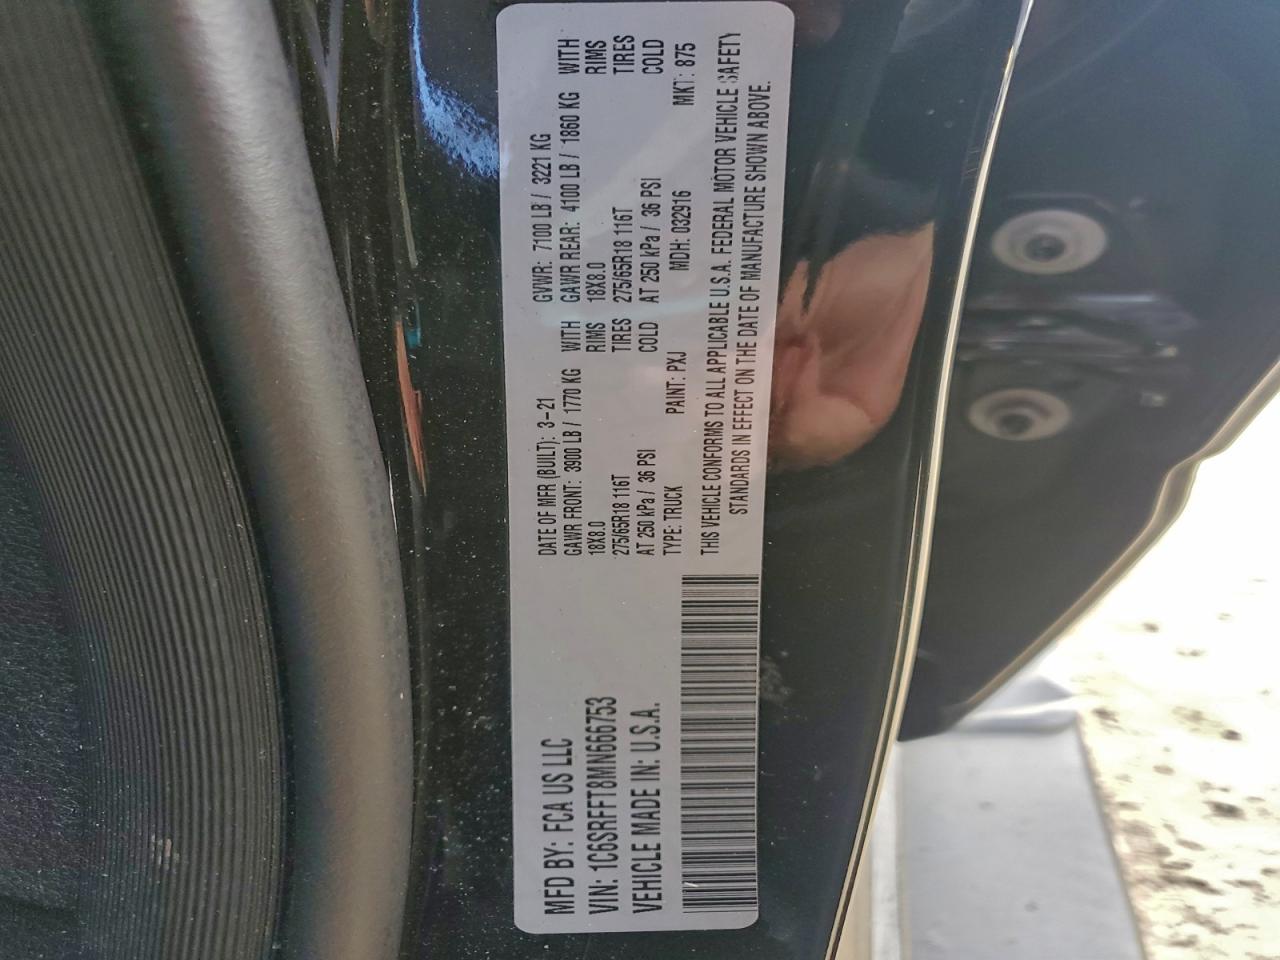 MFD BY: FCA US LLC
VIN: 1C6SRFFT8MN666753
VEHICLE MADE IN: U.S.A.
DATE OF MFR (BUILT): 3-21 GVWR: 7100 LB / 3221 KG
GAWR FRONT: 3900 LB / 1770 KG WITH GAWR REAR: 4100 LB / 1860 KG WITH
18X8.0 RIMS 18X8.0 RIMS
275/65R18 116T TIRES 275/65R18 116T TIRES
AT 250 kPa / 36 PSI COLD AT 250 kPa / 36 PSI COLD
TYPE: TRUCK PAINT: PXJ MDH: 032916 MKT: 875
THIS VEHICLE CONFORMS TO ALL APPLICABLE U.S.A. FEDERAL MOTOR VEHICLE SAFETY
STANDARDS IN EFFECT ON THE DATE OF MANUFACTURE SHOWN ABOVE.